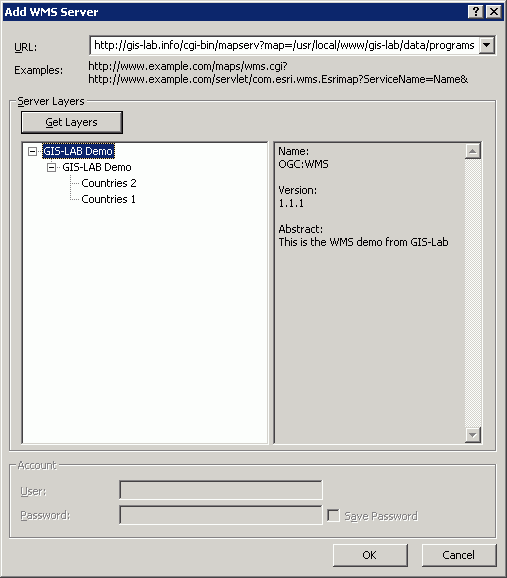 Add WMS Server
URL: http://gis-lab.info/cgi-bin/mapserv?map=/usr/local/www/gis-lab/data/programs
Examples: http://www.example.com/maps/wms.cgi?
http://www.example.com/servlet/com.esri.wms.Esrimap?ServiceName=Name&
Server Layers
Get Layers
GIS-LAB Demo
GIS-LAB Demo
Countries 2
Countries 1
Name:
OGC:WMS
Version:
1.1.1
Abstract:
This is the WMS demo from GIS-Lab
Account
User:
Password:
Save Password
OK
Cancel